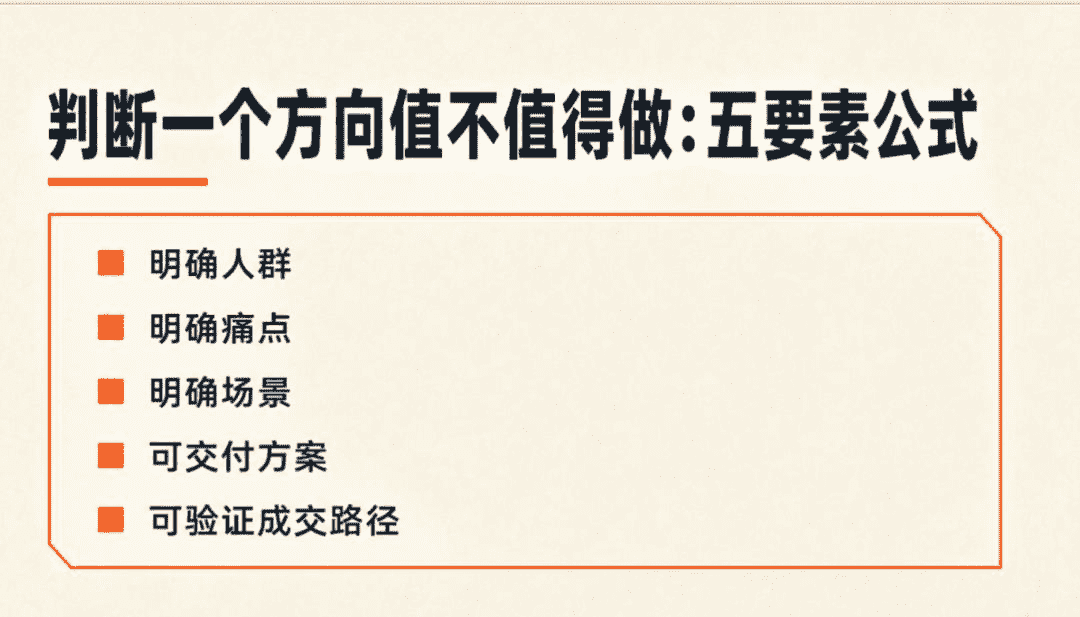 判断一个方向值不值得做:五要素公式
明确人群
明确痛点
明确场景
可交付方案
可验证成交路径